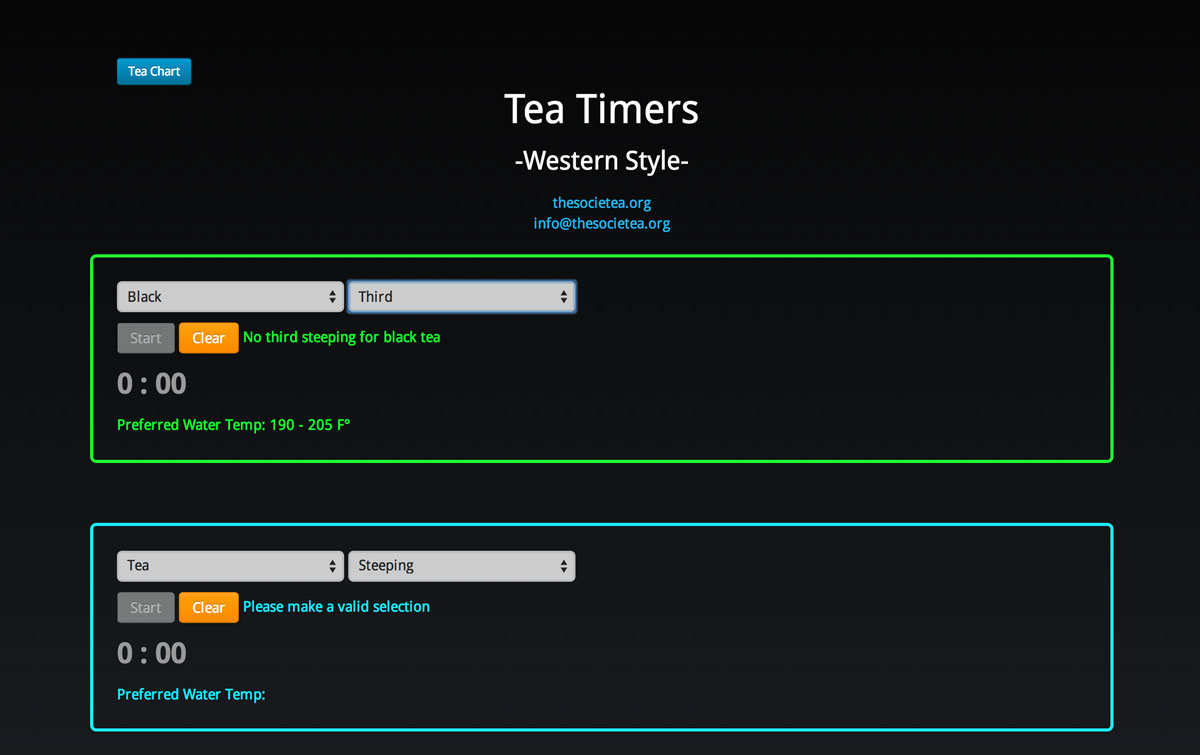 Tea Chart
Tea Timers
-Western Style-
thesocietea.org
info@thesocietea.org
Black Third
Start Clear No third steeping for black tea
0 : 00
Preferred Water Temp: 190 - 205 F°
Tea Steeping
Start Clear Please make a valid selection
0 : 00
Preferred Water Temp: